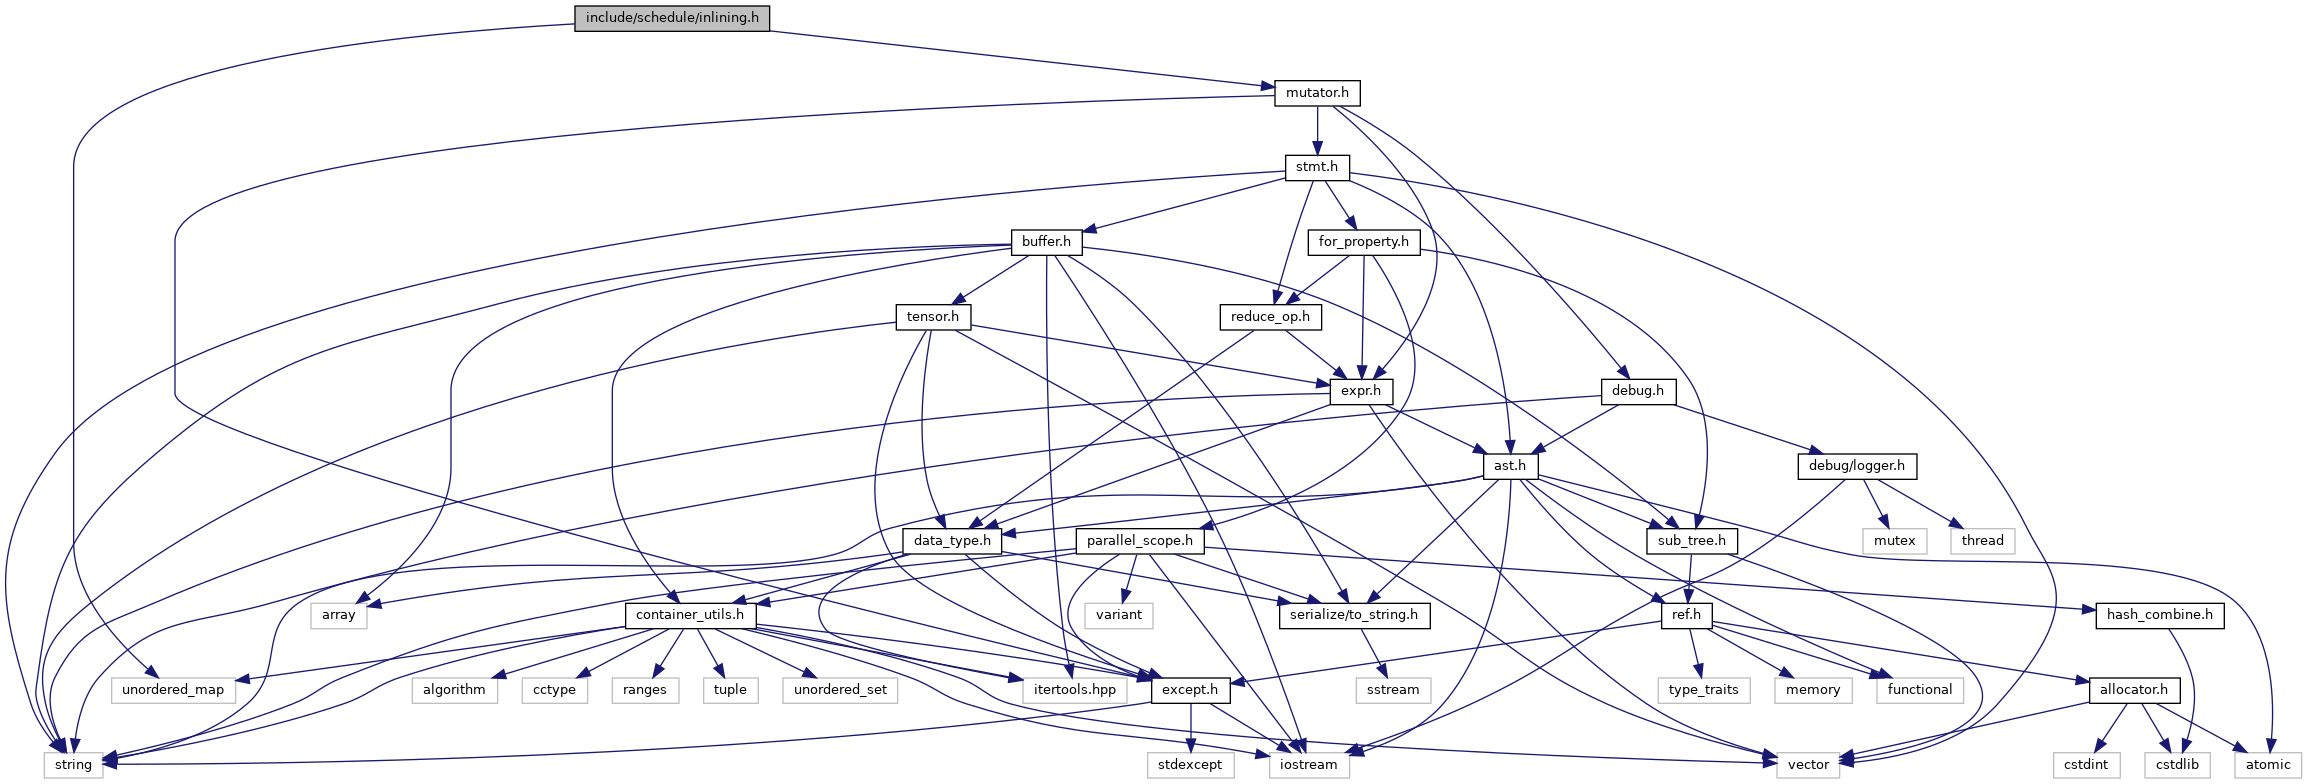 include/schedule/inlining.h
mutator.h
stmt.h
buffer.h
for_property.h
tensor.h
reduce_op.h
expr.h
debug.h
ast.h
debug/logger.h
data_type.h
parallel_scope.h
sub_tree.h
mutex
thread
array
container_utils.h
variant
serialize/to_string.h
ref.h
hash_combine.h
unordered_map
algorithm
cctype
ranges
tuple
unordered_set
itertools.hpp
except.h
sstream
type_traits
memory
functional
allocator.h
string
stdexcept
iostream
vector
cstdint
cstdlib
atomic